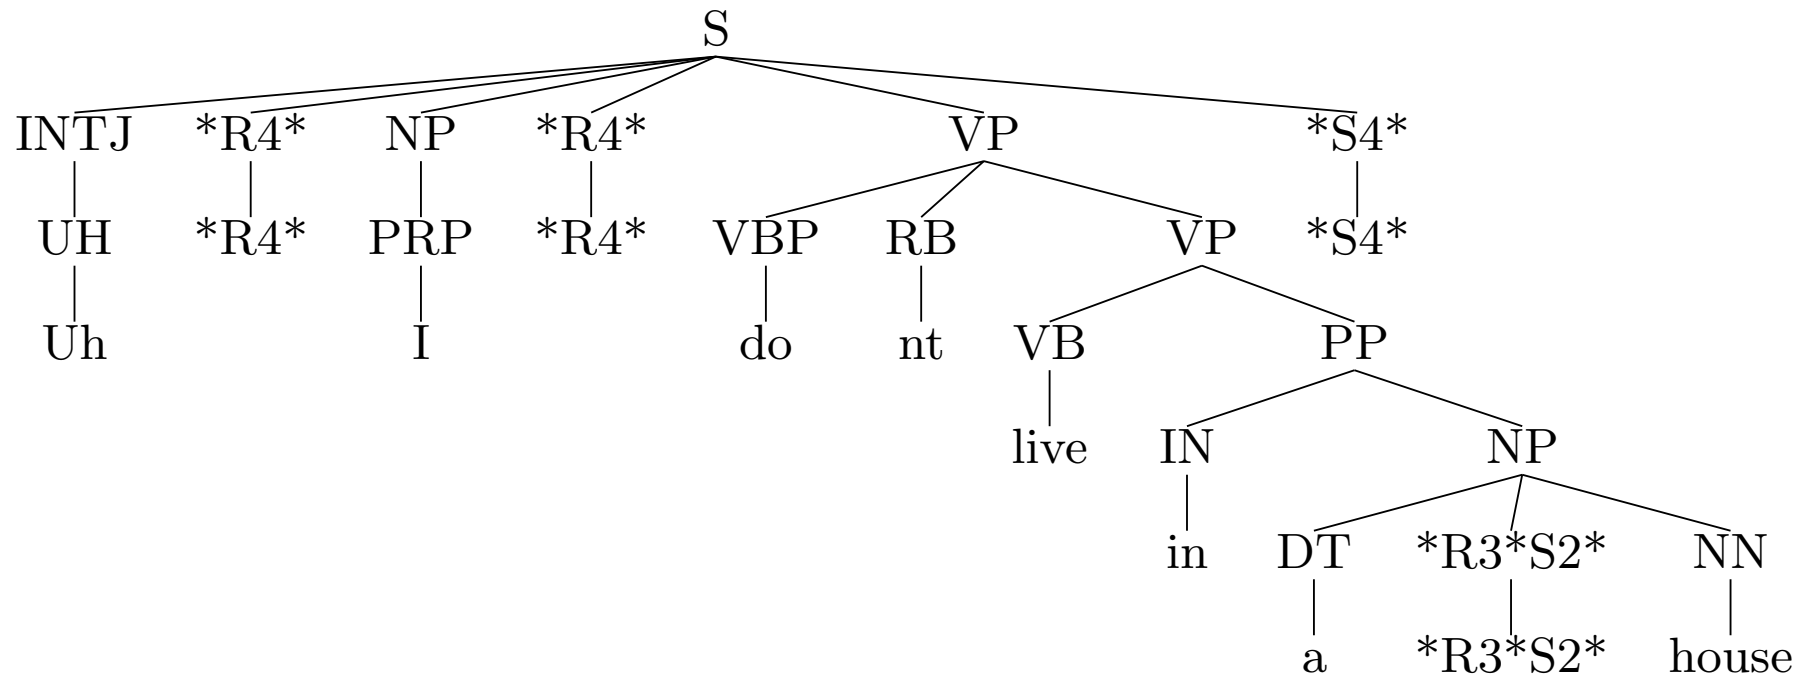 S
INTJ *R4* NP *R4* VP *S4*
UH *R4* PRP *R4* VBP RB VP *S4*
Uh I do nt VB PP
live IN NP
in DT *R3*S2* NN
a *R3*S2* house